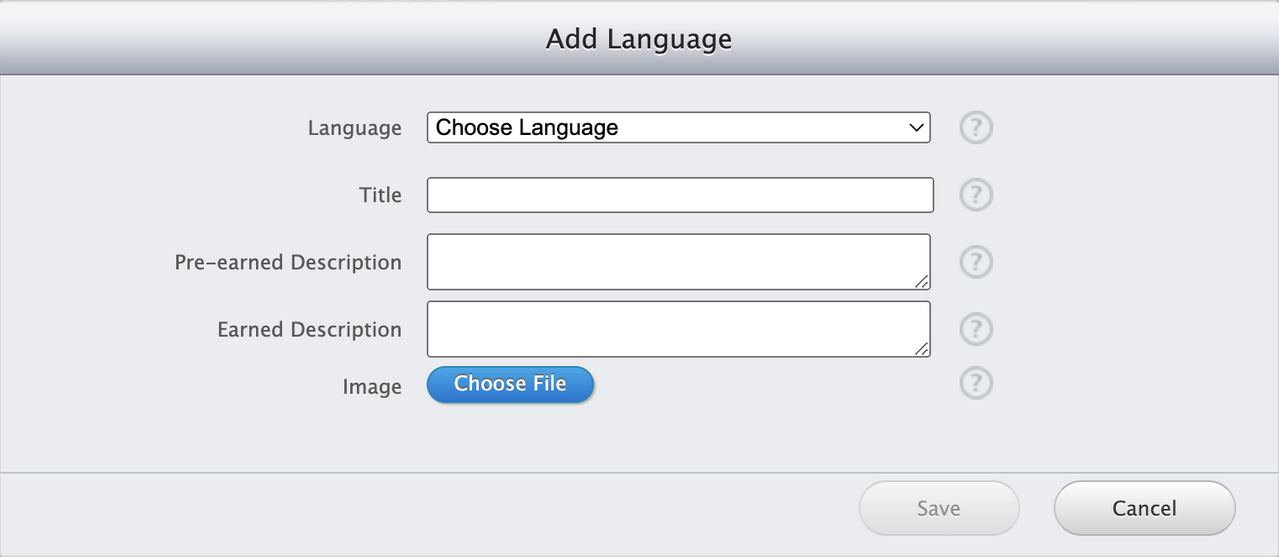 Add Language
Language Choose Language ?
Title ?
Pre-earned Description ?
Earned Description ?
Image Choose File ?
Save Cancel